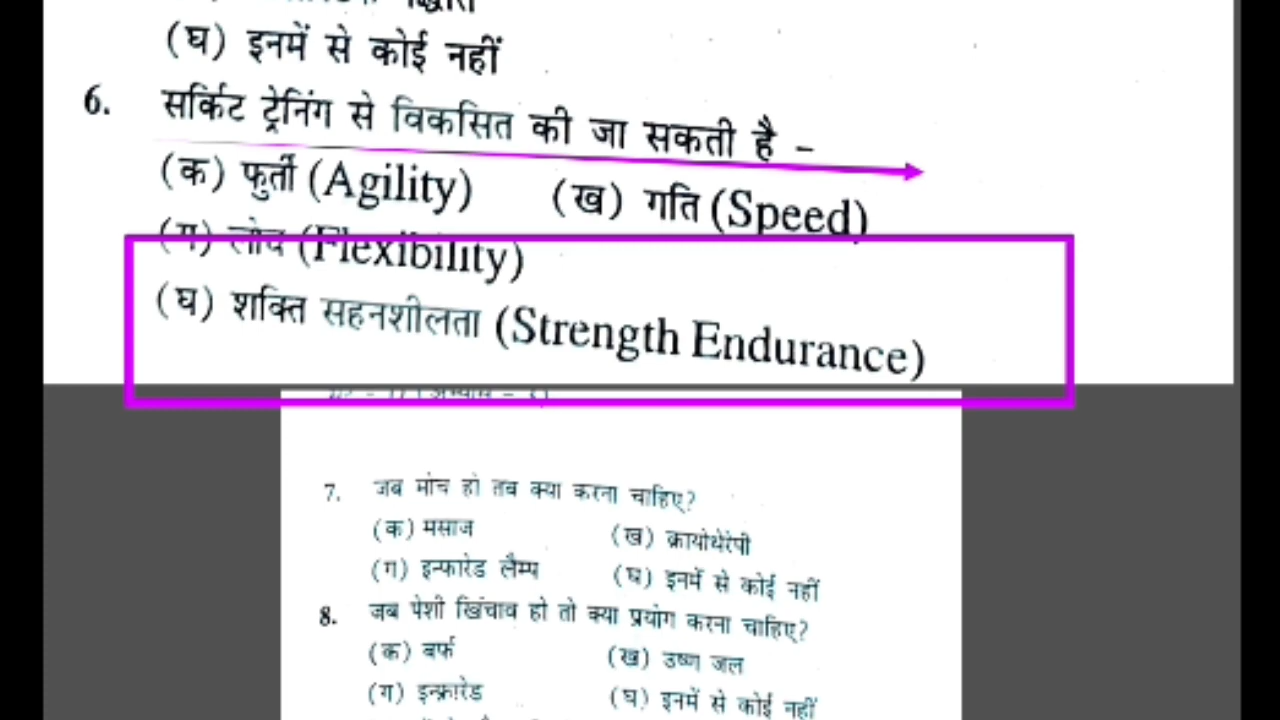 (घ) इनमें से कोई नहीं
6. सर्किट ट्रेनिंग से विकसित की जा सकती है -
(क) फुर्ती (Agility) (ख) गति (Speed)
(ग) लोच (Flexibility)
(घ) शक्ति सहनशीलता (Strength Endurance)
7. जब मोच हो तब क्या करना चाहिए?
(क) मसाज (ख) क्रायोथेरेपी
(ग) इन्फारेड लैम्प (घ) इनमें से कोई नहीं
8. जब पेशी खिंचाव हो तो क्या प्रयोग करना चाहिए?
(क) बर्फ (ख) उष्ण जल
(ग) इन्फ्रारेड (घ) इनमें से कोई नहीं